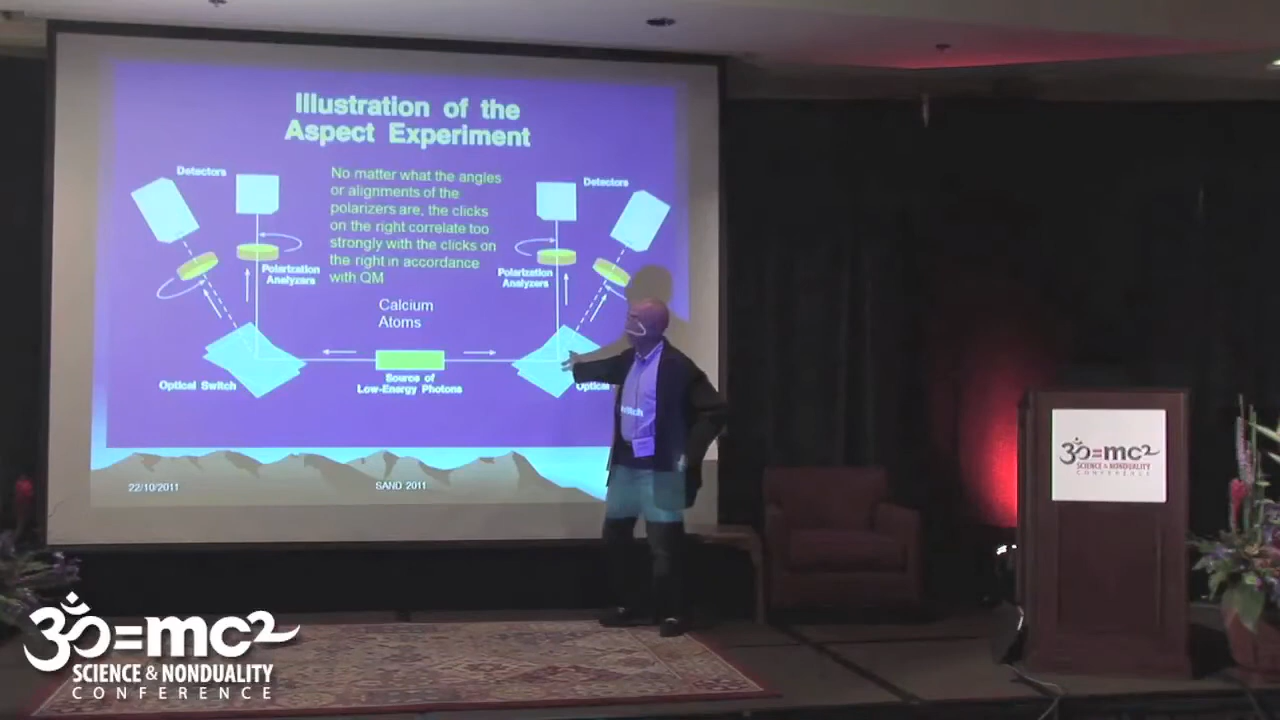 Illustration of the
Aspect Experiment
Detectors
No matter what the angles
or alignments of the
polarizers are, the clicks
on the right correlate too
strongly with the clicks on
the right in accordance
with QM
Detectors
Polarization
Analyzers
Polarization
Analyzers
Calcium
Atoms
Optical Switch
Source of
Low-Energy Photons
Optical
witch
22/10/2011
SAND 2011
ॐ=mc2
SCIENCE & NONDUALITY
CONFERENCE
ॐ=mc2
SCIENCE & NONDUALITY
CONFERENCE